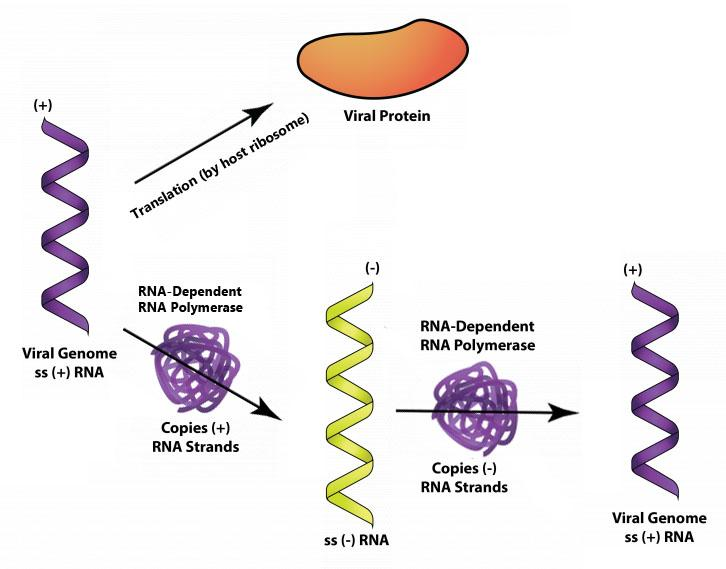 (+)
Viral Protein
Translation (by host ribosome)
Viral Genome
ss (+) RNA
RNA-Dependent
RNA Polymerase
Copies (+)
RNA Strands
(-)
ss (-) RNA
RNA-Dependent
RNA Polymerase
Copies (-)
RNA Strands
(+)
Viral Genome
ss (+) RNA